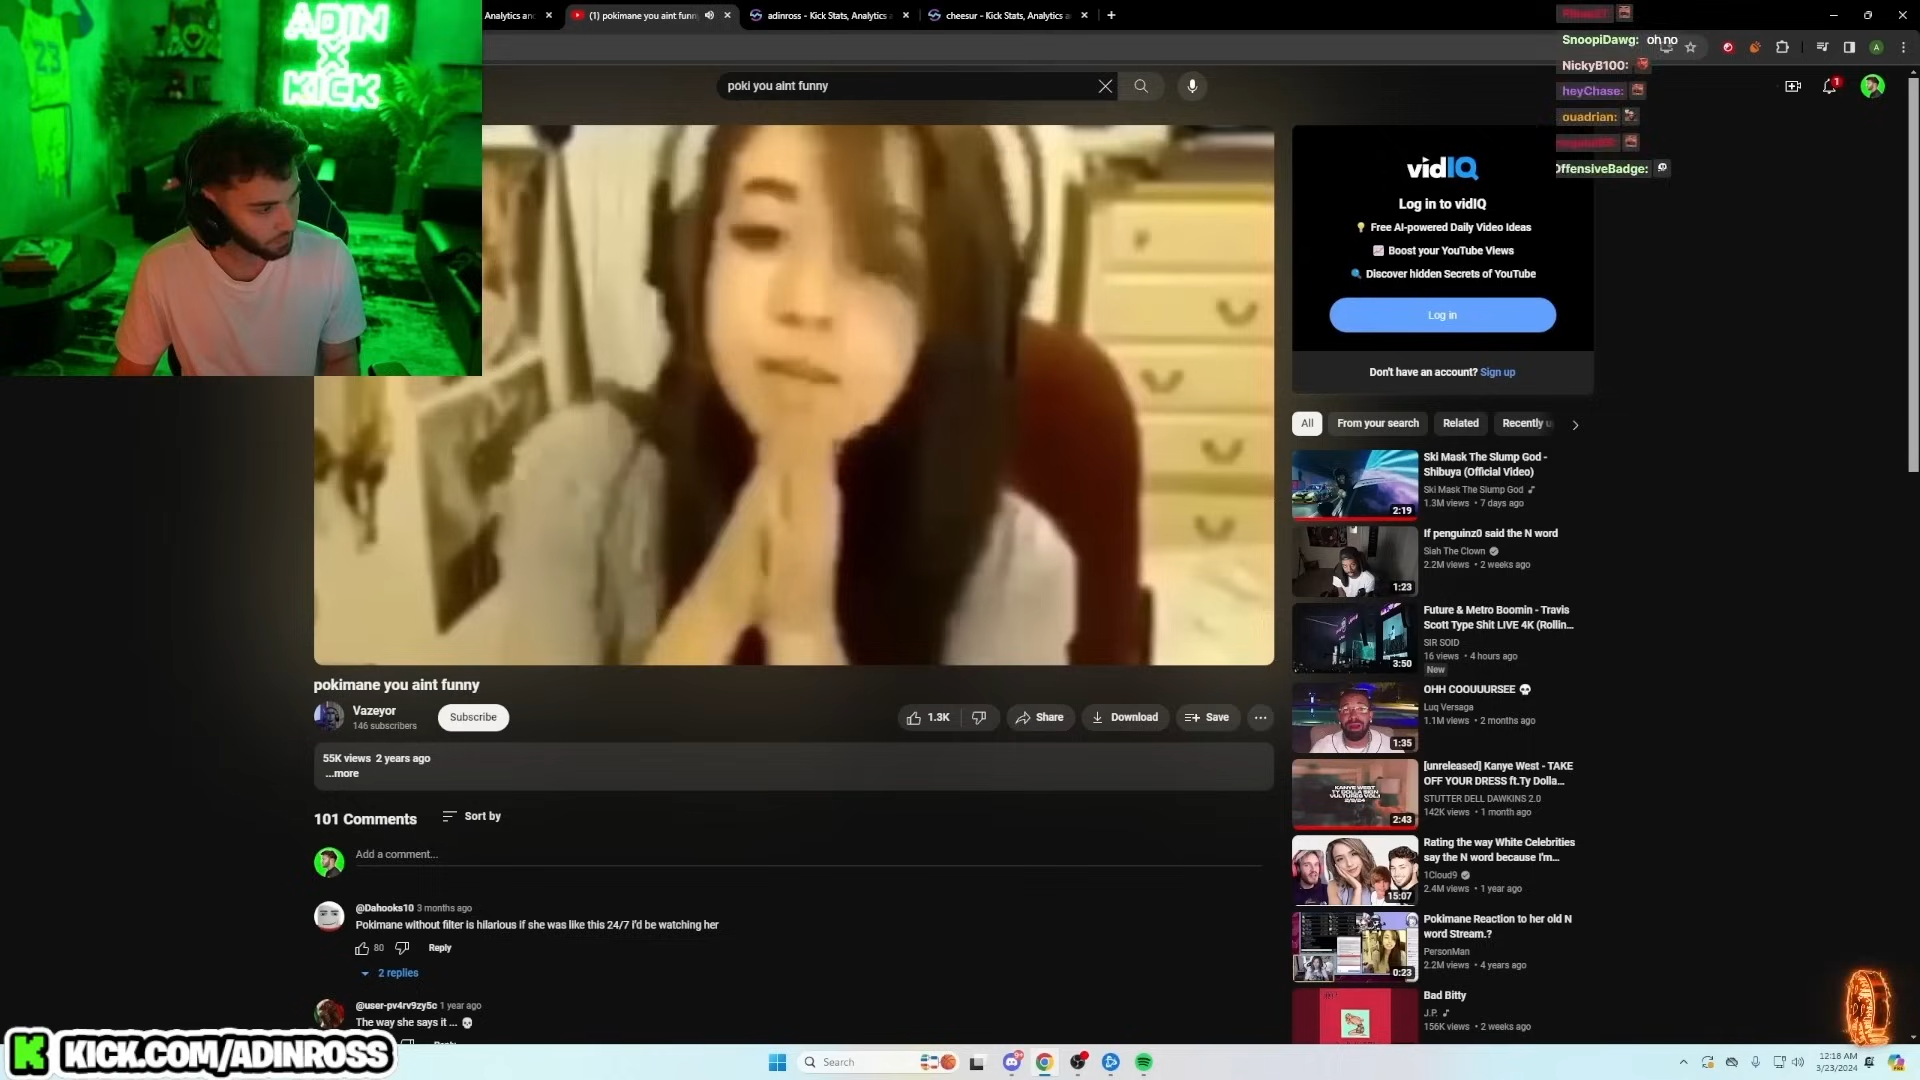 ADIN
X
KICK
23
Analytics and
(1) pokimane you aint funn
adinross - Kick Stats, Analytics a
cheesur - Kick Stats, Analytics a
SnoopiDawg: oh no
NickyB100:
heyChase:
ouadrian:
OffensiveBadge:
poki you aint funny
1
A
vidIQ
Log in to vidIQ
Free AI-powered Daily Video Ideas
Boost your YouTube Views
Discover hidden Secrets of YouTube
Log in
Don't have an account? Sign up
All
From your search
Related
Recently u
Ski Mask The Slump God -
Shibuya (Official Video)
Ski Mask The Slump God
1.3M views • 7 days ago
2:19
If penguinz0 said the N word
Siah The Clown
2.2M views • 2 weeks ago
1:23
Future & Metro Boomin - Travis
Scott Type Shit LIVE 4K (Rollin...
SIR SOID
16 views • 4 hours ago
New
3:50
OHH COOUUURSEE 💀
Luq Versaga
1.1M views • 2 months ago
1:35
[unreleased] Kanye West - TAKE
OFF YOUR DRESS ft.Ty Dolla...
STUTTER DELL DAWKINS 2.0
142K views • 1 month ago
2:43
Rating the way White Celebrities
say the N word because I'm...
1Cloud9
2.4M views • 1 year ago
15:07
Pokimane Reaction to her old N
word Stream.?
PersonMan
2.2M views • 4 years ago
0:23
Bad Bitty
J.P.
156K views • 2 weeks ago
pokimane you aint funny
Vazeyor
146 subscribers
Subscribe
1.3K
Share
Download
Save
55K views 2 years ago
...more
101 Comments
Sort by
Add a comment...
@Dahooks10 3 months ago
Pokimane without filter is hilarious if she was like this 24/7 i'd be watching her
80
Reply
2 replies
@user-pv4rv9zy5c 1 year ago
The way she says it ... 💀
KICK.COM/ADINROSS
Search
12:18 AM
3/23/2024